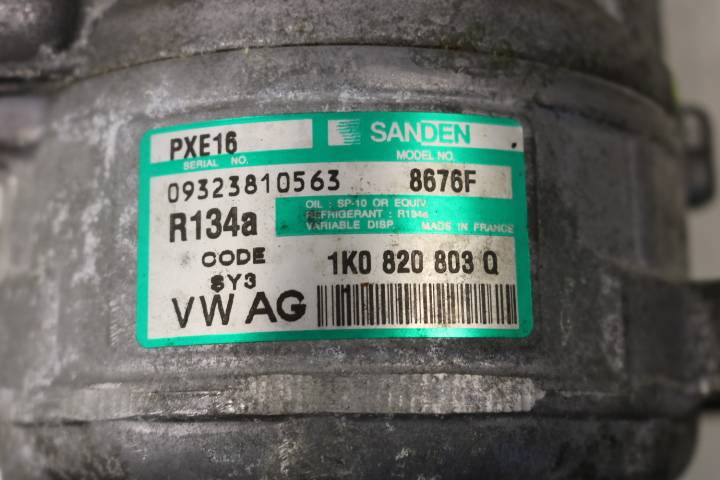 PXE16 SANDEN
SERIAL NO. MODEL NO.
09323810563 8676F
R134a OIL : SP-10 OR EQUIV
REFRIGERANT : R134a
VARIABLE DISP. MADE IN FRANCE
CODE 1K0 820 803 Q
SY3
VW AG